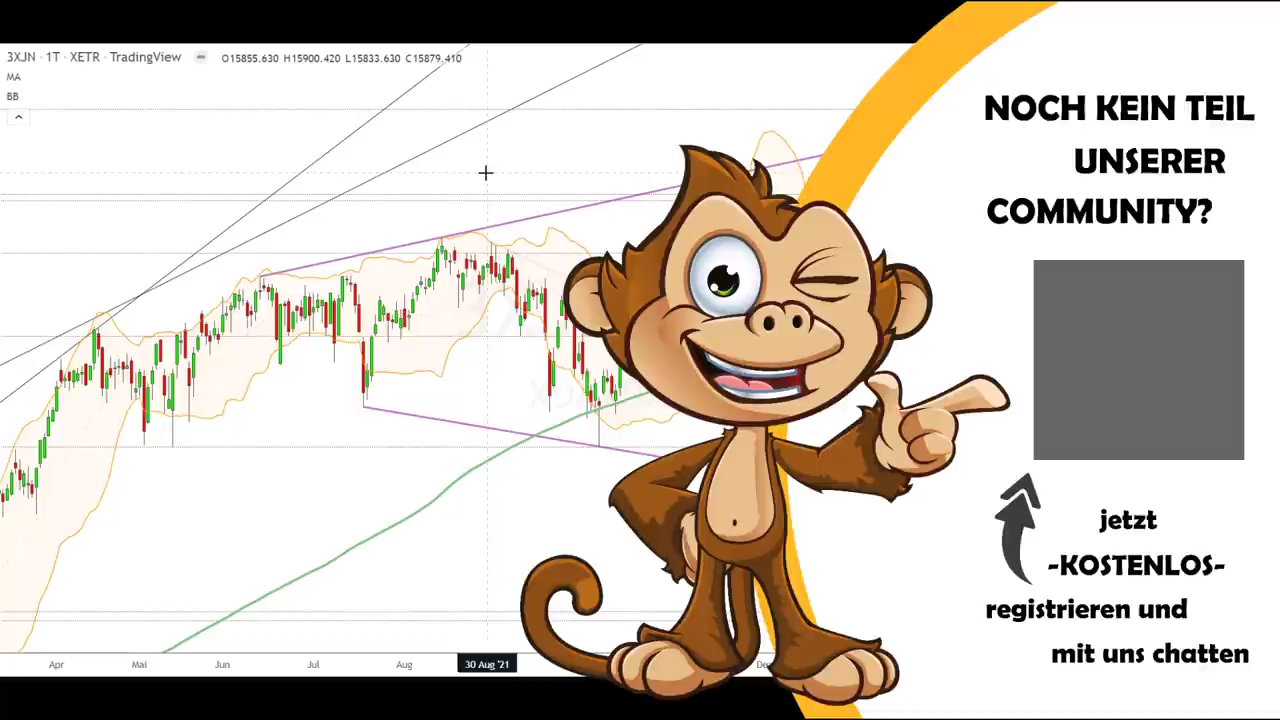 3XJN · 1T · XETR · TradingView O15855.630 H15900.420 L15833.630 C15879.410
MA
BB
NOCH KEIN TEIL
UNSERER
COMMUNITY?
jetzt
-KOSTENLOS-
registrieren und
mit uns chatten
Apr Mai Jun Jul Aug 30 Aug '21